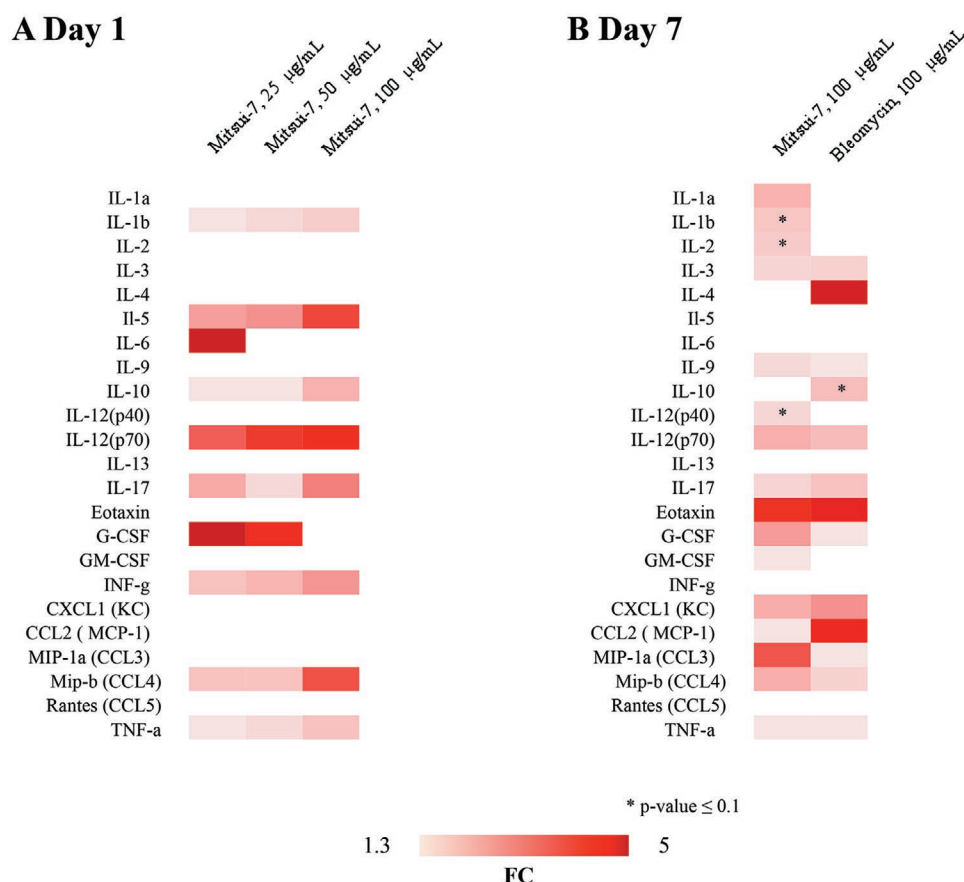 A Day 1
Mitsui-7, 25 μg/mL
Mitsui-7, 50 μg/mL
Mitsui-7, 100 μg/mL
IL-1a
IL-1b
IL-2
IL-3
IL-4
Il-5
IL-6
IL-9
IL-10
IL-12(p40)
IL-12(p70)
IL-13
IL-17
Eotaxin
G-CSF
GM-CSF
INF-g
CXCL1 (KC)
CCL2 ( MCP-1)
MIP-1a (CCL3)
Mip-b (CCL4)
Rantes (CCL5)
TNF-a
B Day 7
Mitsui-7, 100 μg/mL
Bleomycin, 100 μg/mL
IL-1a
IL-1b *
IL-2 *
IL-3
IL-4
Il-5
IL-6
IL-9
IL-10 *
IL-12(p40) *
IL-12(p70)
IL-13
IL-17
Eotaxin
G-CSF
GM-CSF
INF-g
CXCL1 (KC)
CCL2 ( MCP-1)
MIP-1a (CCL3)
Mip-b (CCL4)
Rantes (CCL5)
TNF-a
* p-value ≤ 0.1
1.3 5
FC